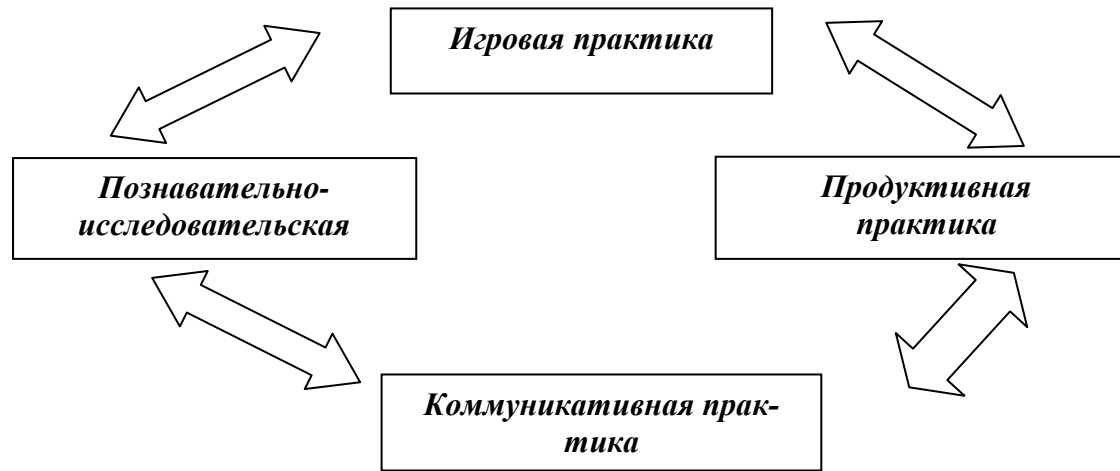 Игровая практика
Познавательно-
исследовательская
Продуктивная
практика
Коммуникативная прак-
тика